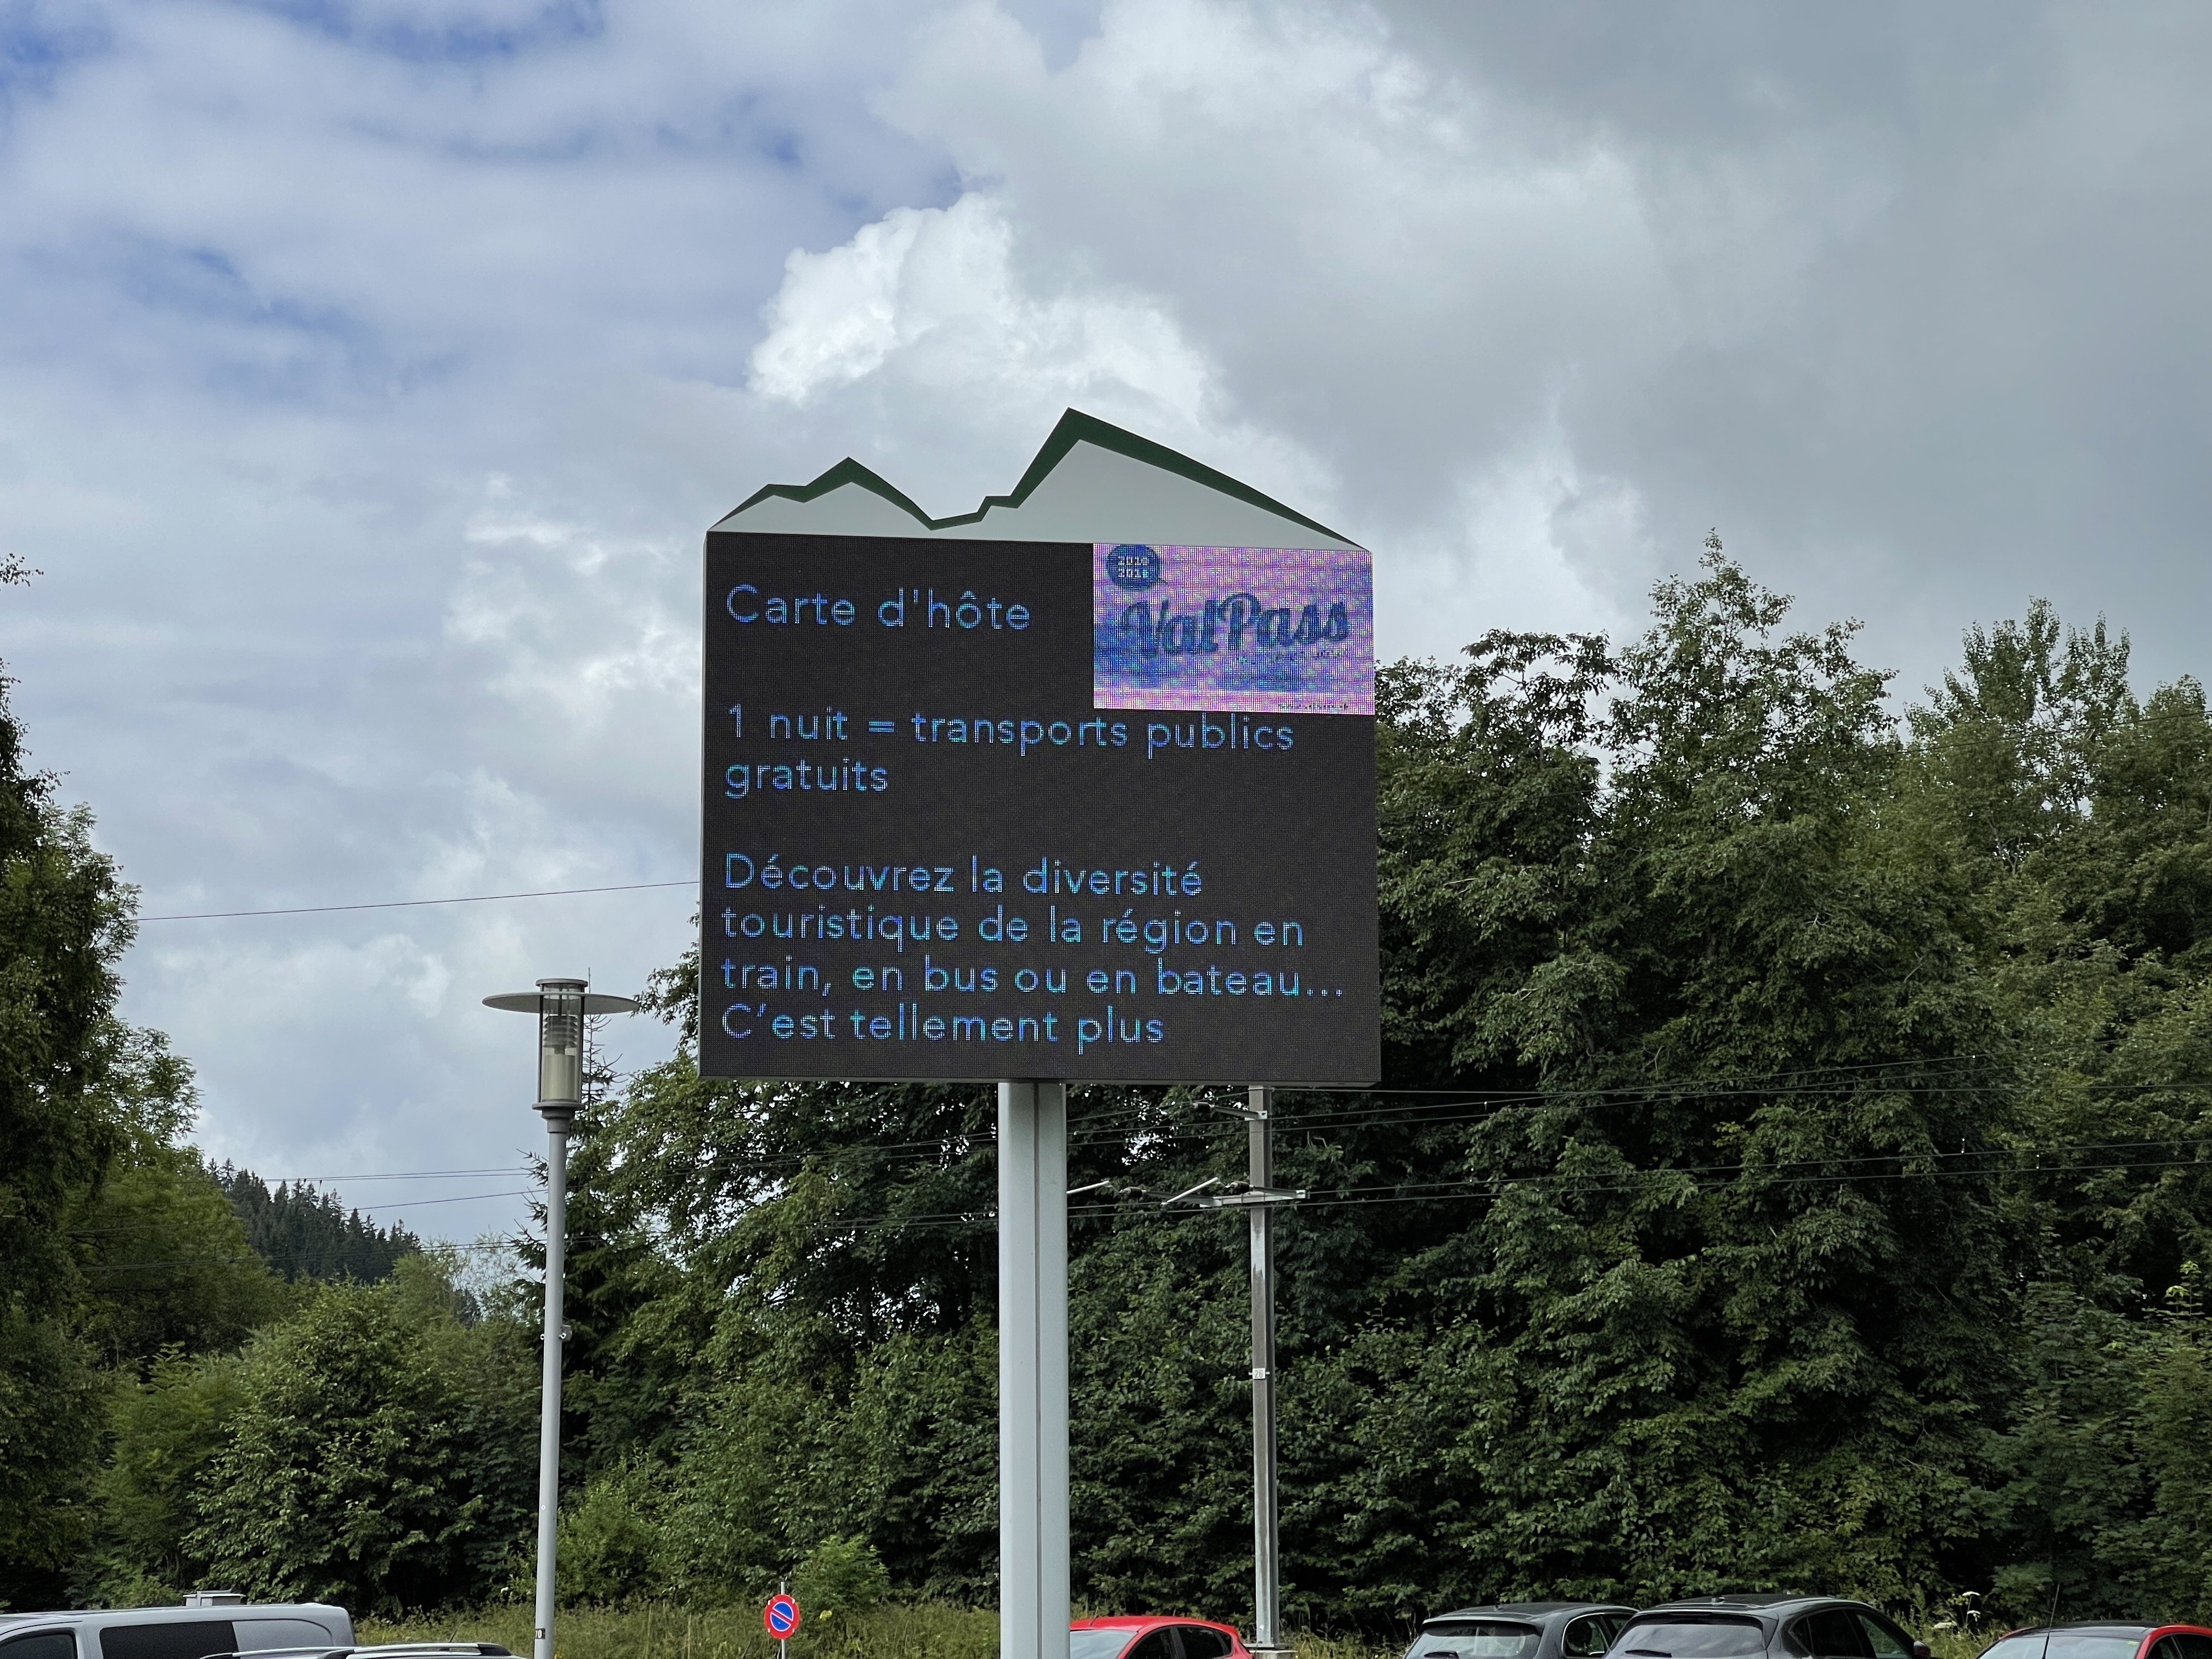 Carte d'hôte
ValPass
1 nuit = transports publics
gratuits
Découvrez la diversité
touristique de la région en
train, en bus ou en bateau...
C'est tellement plus